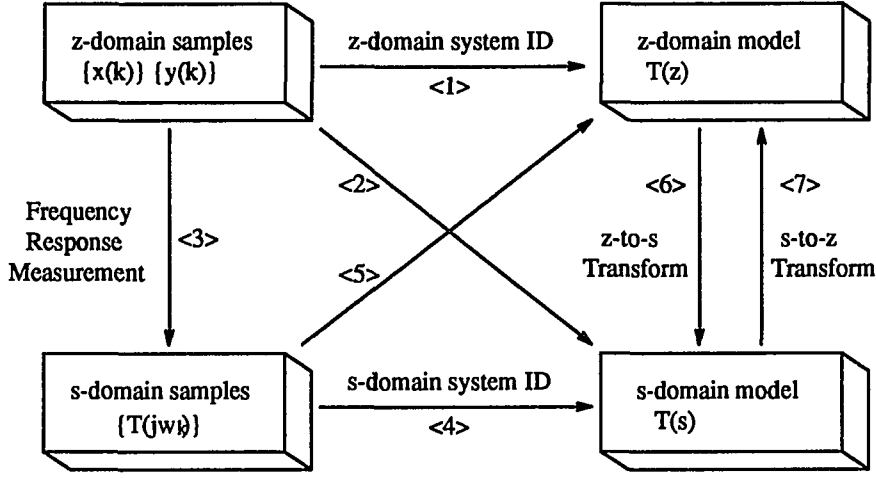 z-domain samples
{x(k)} {y(k)}
z-domain system ID
<1>
z-domain model
T(z)
<2>
<6>
<7>
Frequency
Response
Measurement
<3>
<5>
z-to-s
Transform
s-to-z
Transform
s-domain samples
{T(jwk)}
s-domain system ID
<4>
s-domain model
T(s)